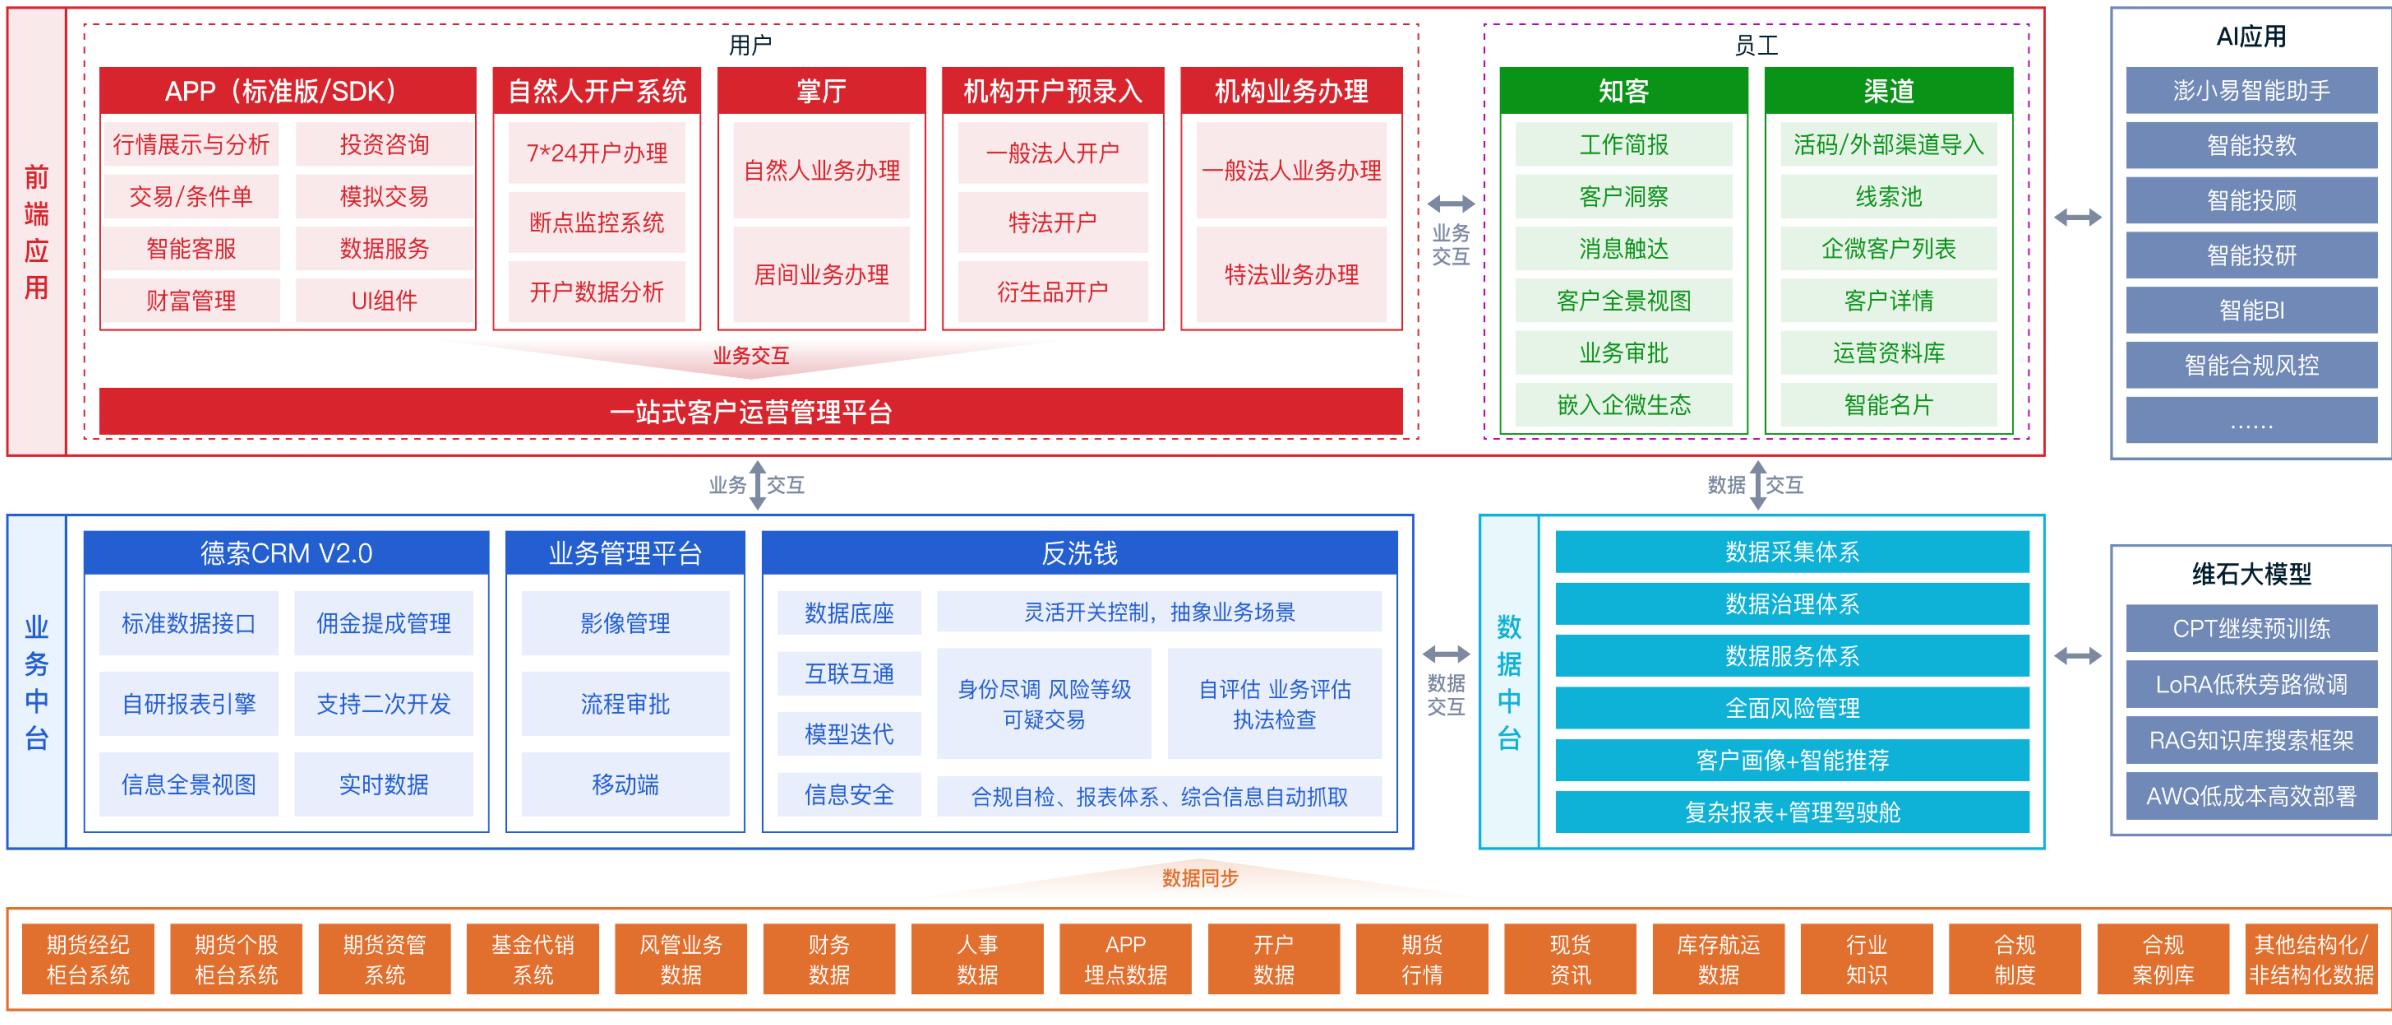 前端应用
用户
APP（标准版/SDK）
行情展示与分析
投资咨询
交易/条件单
模拟交易
智能客服
数据服务
财富管理
UI组件
自然人开户系统
7*24开户办理
断点监控系统
开户数据分析
掌厅
自然人业务办理
居间业务办理
机构开户预录入
一般法人开户
特法开户
衍生品开户
机构业务办理
一般法人业务办理
特法业务办理
业务交互
一站式客户运营管理平台
业务
交互
员工
知客
工作简报
客户洞察
消息触达
客户全景视图
业务审批
嵌入企微生态
渠道
活码/外部渠道导入
线索池
企微客户列表
客户详情
运营资料库
智能名片
AI应用
澎小易智能助手
智能投教
智能投顾
智能投研
智能BI
智能合规风控
……
业务 交互
数据 交互
业务中台
德索CRM V2.0
标准数据接口
佣金提成管理
自研报表引擎
支持二次开发
信息全景视图
实时数据
业务管理平台
影像管理
流程审批
移动端
反洗钱
数据底座
互联互通
模型迭代
信息安全
灵活开关控制，抽象业务场景
身份尽调 风险等级
可疑交易
自评估 业务评估
执法检查
合规自检、报表体系、综合信息自动抓取
数据
交互
数据中台
数据采集体系
数据治理体系
数据服务体系
全面风险管理
客户画像+智能推荐
复杂报表+管理驾驶舱
维石大模型
CPT继续预训练
LoRA低秩旁路微调
RAG知识库搜索框架
AWQ低成本高效部署
数据同步
期货经纪
柜台系统
期货个股
柜台系统
期货资管
系统
基金代销
系统
风管业务
数据
财务
数据
人事
数据
APP
埋点数据
开户
数据
期货
行情
现货
资讯
库存航运
数据
行业
知识
合规
制度
合规
案例库
其他结构化/
非结构化数据